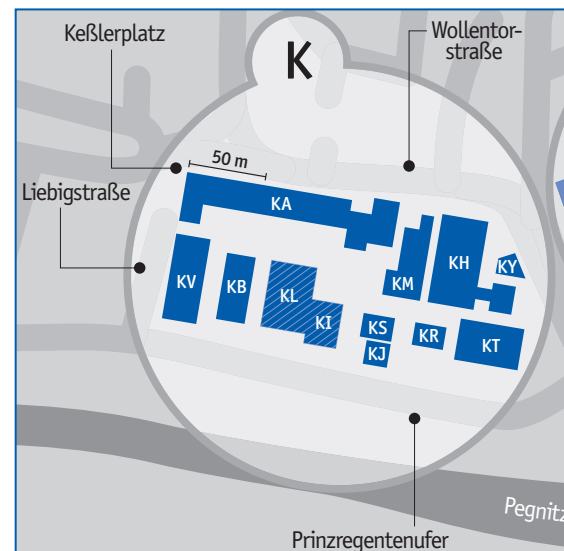 Keßlerplatz
Wollentor-
straße
K
50 m
Liebigstraße
KA
KH
KY
KV
KB
KL
KM
KI
KS
KR
KT
KJ
Pegnitz
Prinzregentenufer